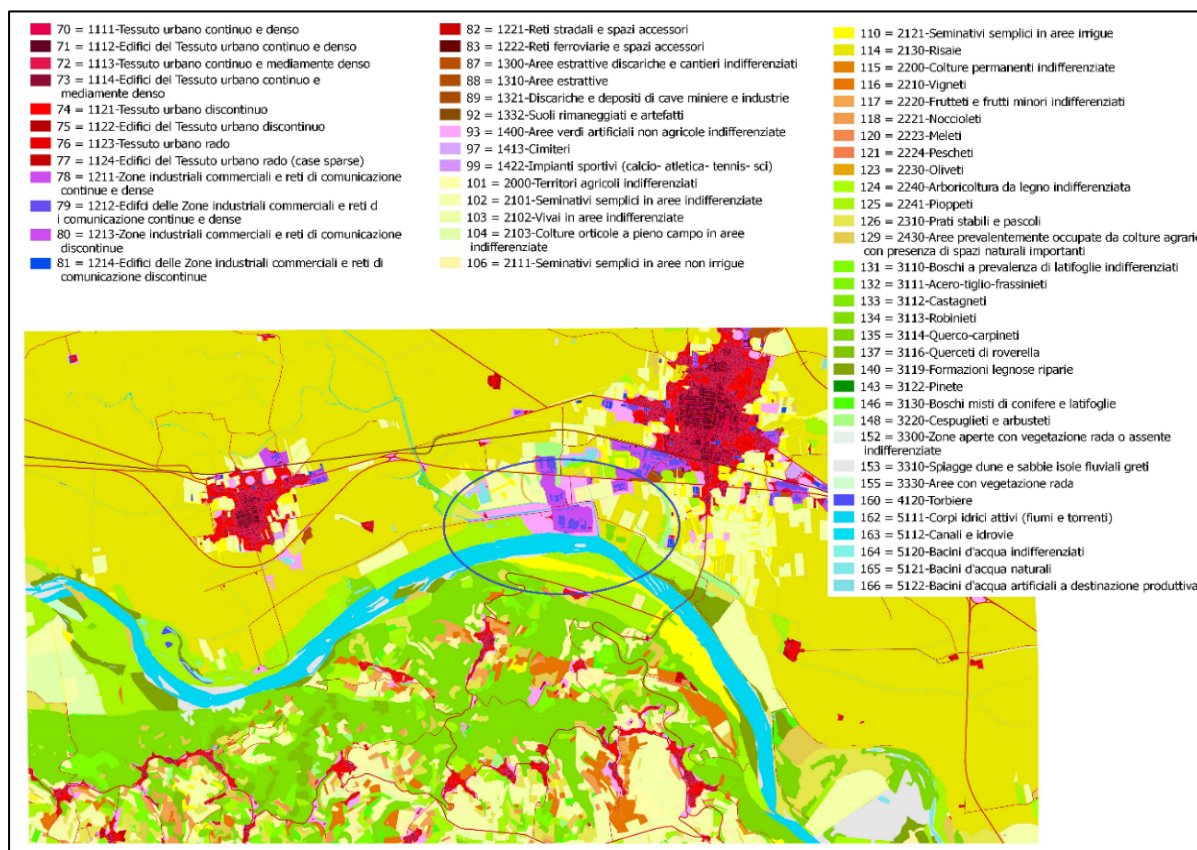 70 = 1111-Tessuto urbano continuo e denso
71 = 1112-Edifici del Tessuto urbano continuo e denso
72 = 1113-Tessuto urbano continuo e mediamente denso
73 = 1114-Edifici del Tessuto urbano continuo e
mediamente denso
74 = 1121-Tessuto urbano discontinuo
75 = 1122-Edifici del Tessuto urbano discontinuo
76 = 1123-Tessuto urbano rado
77 = 1124-Edifici del Tessuto urbano rado (case sparse)
78 = 1211-Zone industriali commerciali e reti di comunicazione
continue e dense
79 = 1212-Edifci delle Zone industriali commerciali e reti d
i comunicazione continue e dense
80 = 1213-Zone industriali commerciali e reti di comunicazione
discontinue
81 = 1214-Edifici delle Zone industriali commerciali e reti di
comunicazione discontinue
82 = 1221-Reti stradali e spazi accessori
83 = 1222-Reti ferroviarie e spazi accessori
87 = 1300-Aree estrattive discariche e cantieri indifferenziati
88 = 1310-Aree estrattive
89 = 1321-Discariche e depositi di cave miniere e industrie
92 = 1332-Suoli rimaneggiati e artefatti
93 = 1400-Aree verdi artificiali non agricole indifferenziate
97 = 1413-Cimiteri
99 = 1422-Impianti sportivi (calcio- atletica- tennis- sci)
101 = 2000-Territori agricoli indifferenziati
102 = 2101-Seminativi semplici in aree indifferenziate
103 = 2102-Vivai in aree indifferenziate
104 = 2103-Colture orticole a pieno campo in aree
indifferenziate
106 = 2111-Seminativi semplici in aree non irrigue
110 = 2121-Seminativi semplici in aree irrigue
114 = 2130-Risaie
115 = 2200-Colture permanenti indifferenziate
116 = 2210-Vigneti
117 = 2220-Frutteti e frutti minori indifferenziati
118 = 2221-Noccioleti
120 = 2223-Meleti
121 = 2224-Pescheti
123 = 2230-Oliveti
124 = 2240-Arboricoltura da legno indifferenziata
125 = 2241-Pioppeti
126 = 2310-Prati stabili e pascoli
129 = 2430-Aree prevalentemente occupate da colture agrarie
con presenza di spazi naturali importanti
131 = 3110-Boschi a prevalenza di latifoglie indifferenziati
132 = 3111-Acero-tiglio-frassinieti
133 = 3112-Castagneti
134 = 3113-Robinieti
135 = 3114-Querco-carpineti
137 = 3116-Querceti di roverella
140 = 3119-Formazioni legnose riparie
143 = 3122-Pinete
146 = 3130-Boschi misti di conifere e latifoglie
148 = 3220-Cespuglieti e arbusteti
152 = 3300-Zone aperte con vegetazione rada o assente
indifferenziate
153 = 3310-Spiagge dune e sabbie isole fluviali greti
155 = 3330-Aree con vegetazione rada
160 = 4120-Torbiere
162 = 5111-Corpi idrici attivi (fiumi e torrenti)
163 = 5112-Canali e idrovie
164 = 5120-Bacini d'acqua indifferenziati
165 = 5121-Bacini d'acqua naturali
166 = 5122-Bacini d'acqua artificiali a destinazione produttiva